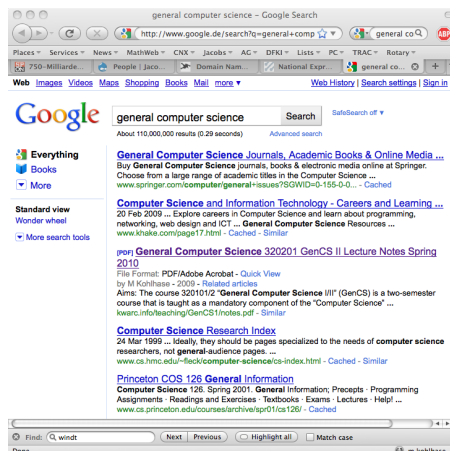 general computer science - Google Search
http://www.google.de/search?q=general+comp
general co
ABP
Places Services News MathWeb CNX Jacobs AG DFKI Lists PC TRAC Rotary
750-Milliarde...
People | Jaco...
Domain Nam...
National Expr...
general co...
Web Images Videos Maps Shopping Books Mail more ▼
Web History | Search settings | Sign in
Google
general computer science
Search
SafeSearch off ▼
About 110,000,000 results (0.29 seconds)
Advanced search
Everything
Books
More
Standard view
Wonder wheel
More search tools
General Computer Science Journals, Academic Books & Online Media ...
Buy General Computer Science journals, books & electronic media online at Springer.
Choose from a large range of academic titles in the Computer Science ...
www.springer.com/computer/general+issues?SGWID=0-155-0-0... - Cached
Computer Science and Information Technology - Careers and Learning ...
20 Feb 2009 ... Explore careers in Computer Science and learn about programming,
networking, web design and ICT ... General Computer Science Resources ...
www.khake.com/page17.html - Cached - Similar
[PDF] General Computer Science 320201 GenCS II Lecture Notes Spring
2010
File Format: PDF/Adobe Acrobat - Quick View
by M Kohlhase - 2009 - Related articles
Aims: The course 320101/2 "General Computer Science I/II" (GenCS) is a two-semester
course that is taught as a mandatory component of the "Computer Science" ...
kwarc.info/teaching/GenCS1/notes.pdf - Similar
Computer Science Research Index
24 Mar 1999 ... Ideally, they should be pages specialized to the needs of computer science
researchers, not general-audience pages. ...
www.cs.hmc.edu/~fleck/computer-science/cs-index.html - Cached - Similar
Princeton COS 126 General Information
Computer Science 126. Spring 2001. General Information; Precepts · Programming
Assignments · Readings and Exercises · Textbooks · Exams · Lectures · Help! ...
www.cs.princeton.edu/courses/archive/spr01/cs126/ - Cached
Find: windt Next Previous Highlight all Match case
Done